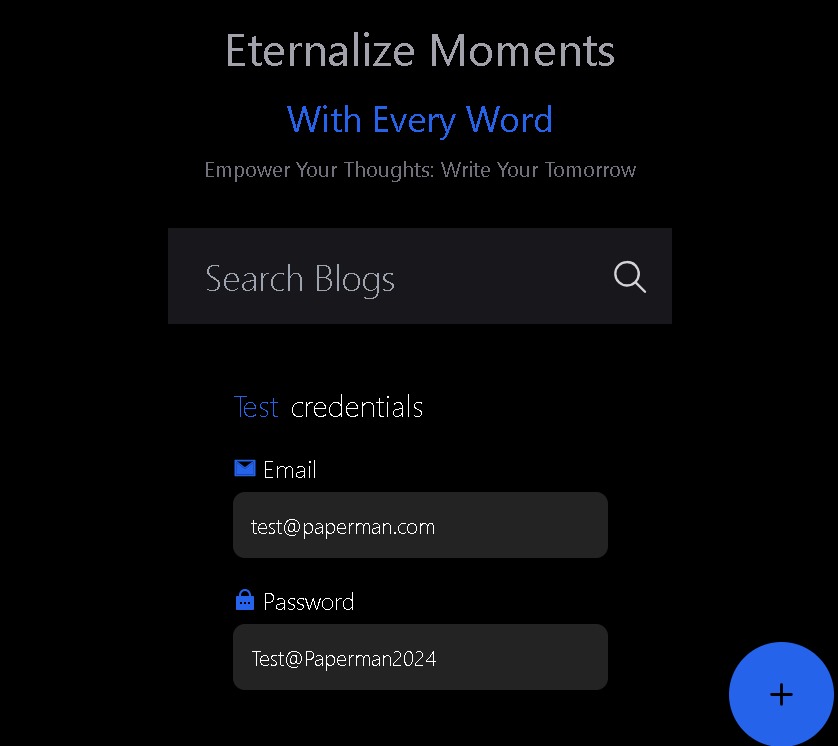 Eternalize Moments
With Every Word
Empower Your Thoughts: Write Your Tomorrow
Search Blogs
Test credentials
Email
test@paperman.com
Password
Test@Paperman2024
+